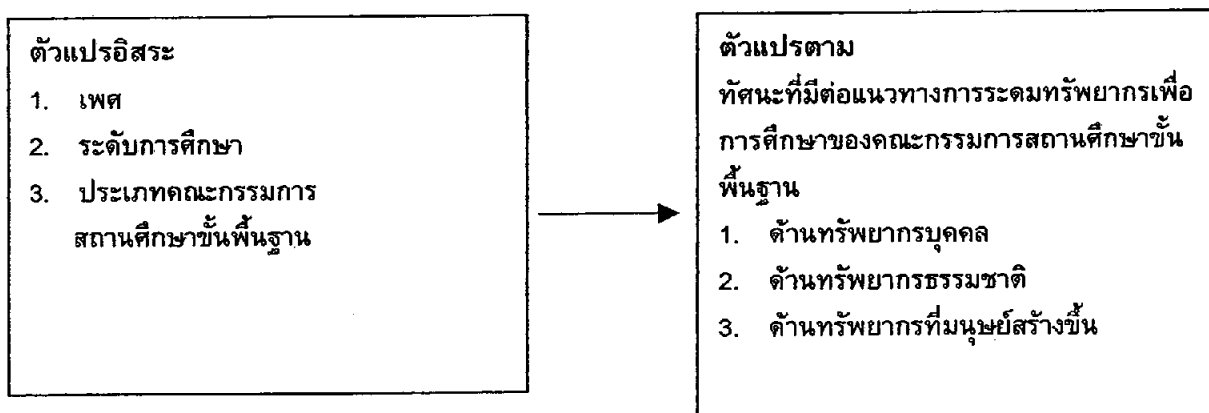 ตัวแปรอิสระ
1. เพศ
2. ระดับการศึกษา
3. ประเภทคณะกรรมการ
สถานศึกษาขั้นพื้นฐาน
ตัวแปรตาม
ทัศนะที่มีต่อแนวทางการระดมทรัพยากรเพื่อ
การศึกษาของคณะกรรมการสถานศึกษาขั้น
พื้นฐาน
1. ด้านทรัพยากรบุคคล
2. ด้านทรัพยากรธรรมชาติ
3. ด้านทรัพยากรที่มนุษย์สร้างขึ้น